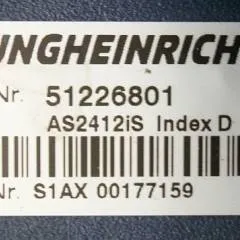 UNGHEINRICH
Nr. 51226801
AS2412iS Index D
Nr. S1AX 00177159